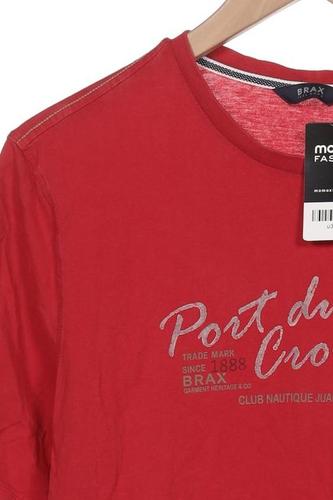 BRAX
mo
FAS
Port du
Cro
TRADE MARK
SINCE 1888
BRAX
GARMENT HERITAGE & CO
CLUB NAUTIQUE JUA